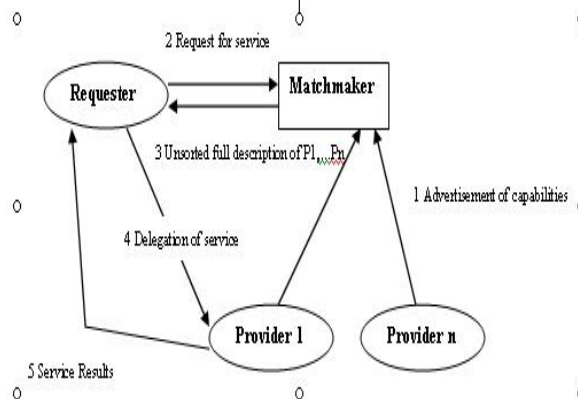 2 Request for service
Requester
Matchmaker
3 Unsorted full description of P1,...Pn
1 Advertisement of capabilities
4 Delegation of service
Provider 1
Provider n
5 Service Results